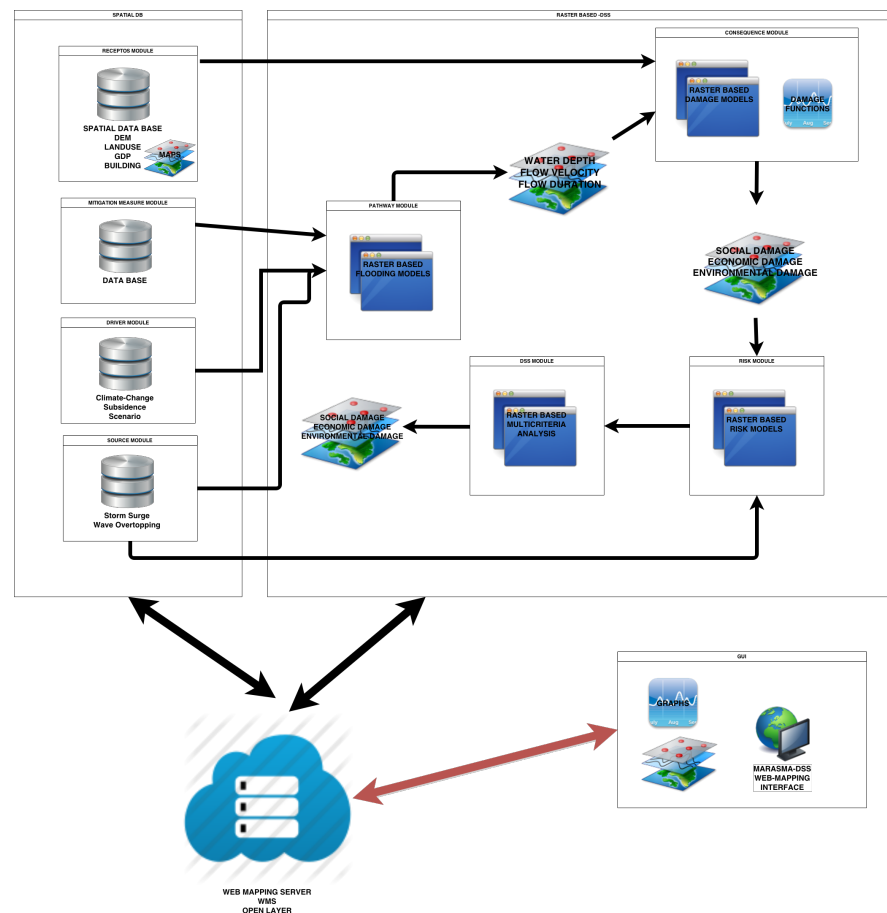 SPATIAL DB
RASTER BASED -DSS
RECEPTOS MODULE
SPATIAL DATA BASE
DEM
LANDUSE
GDP
BUILDING
MAPS
CONSEQUENCE MODULE
RASTER BASED
DAMAGE MODELS
DAMAGE
FUNCTIONS
Aug
WATER DEPTH
FLOW VELOCITY
FLOW DURATION
MITIGATION MEASURE MODULE
DATA BASE
PATHWAY MODULE
RASTER BASED
FLOODING MODELS
SOCIAL DAMAGE
ECONOMIC DAMAGE
ENVIRONMENTAL DAMAGE
DRIVER MODULE
Climate-Change
Subsidence
Scenario
DSS MODULE
RASTER BASED
MULTICRITERIA
ANALYSIS
RISK MODULE
RASTER BASED
RISK MODELS
SOCIAL DAMAGE
ECONOMIC DAMAGE
ENVIRONMENTAL DAMAGE
SOURCE MODULE
Storm Surge
Wave Overtopping
GUI
GRAPHS
Aug
MARASMA-DSS
WEB-MAPPING
INTERFACE
WEB MAPPING SERVER
WMS
OPEN LAYER